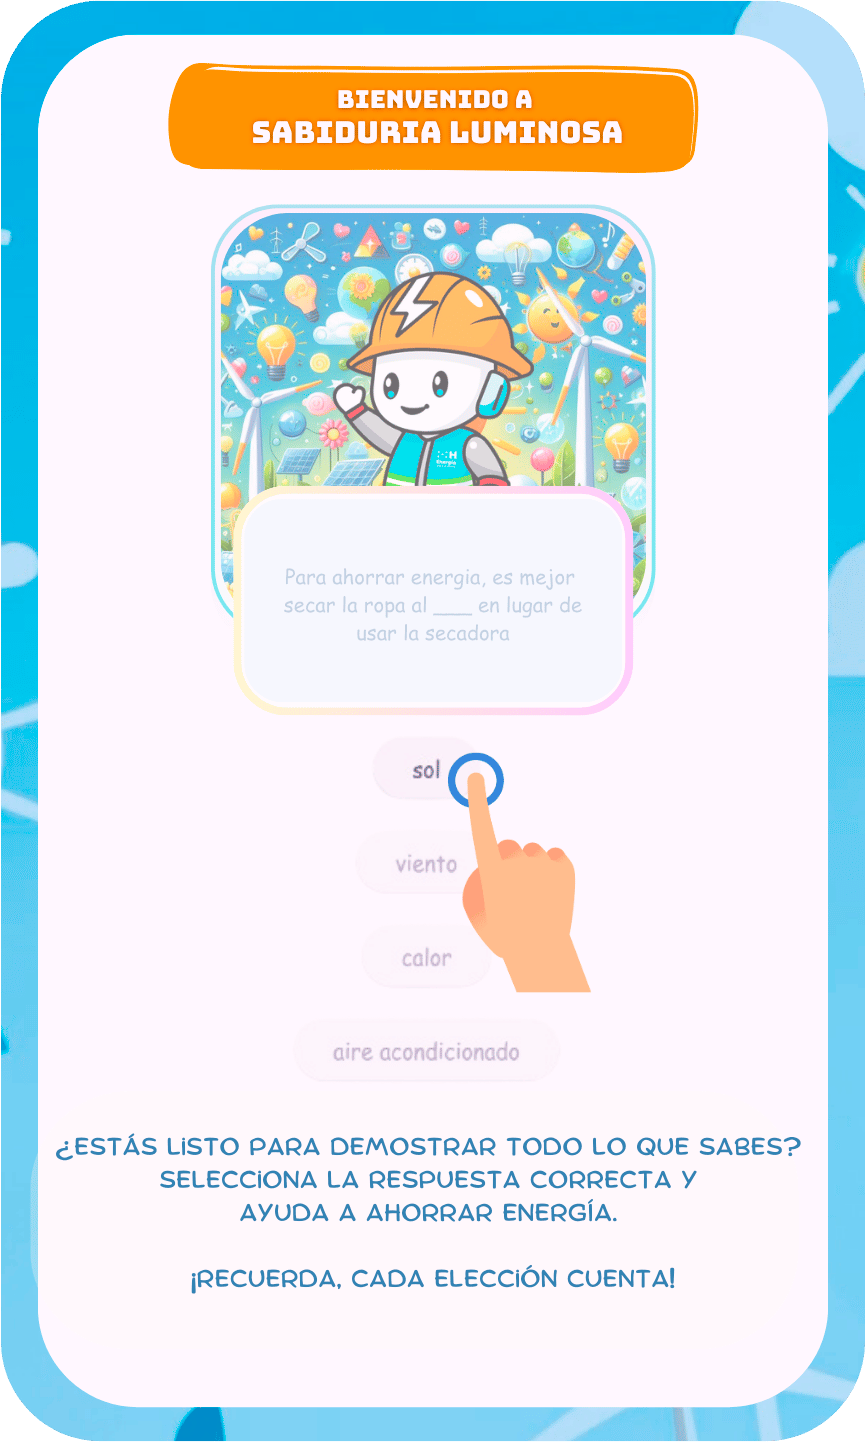 BIENVENIDO A
SABIDURIA LUMINOSA
H
Energía
Para ahorrar energia, es mejor
secar la ropa al ___ en lugar de
usar la secadora
sol
viento
calor
aire acondicionado
¿ESTÁS LiSTO PARA DEMOSTRAR TODO LO QUE SABES?
SELECCiONA LA RESPUESTA CORRECTA Y
AYUDA A AHORRAR ENERGÍA.
¡RECUERDA, CADA ELECCiÓN CUENTA!